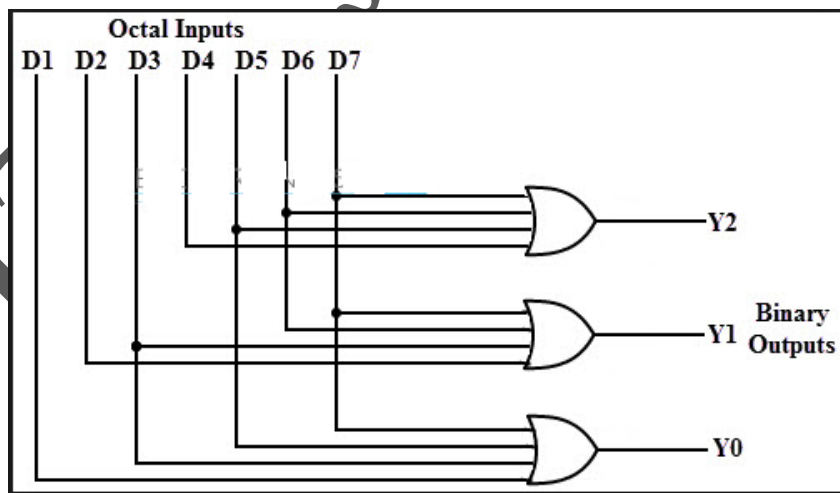 Octal Inputs
D1 D2 D3 D4 D5 D6 D7
Y2
Y1
Binary
Outputs
Y0